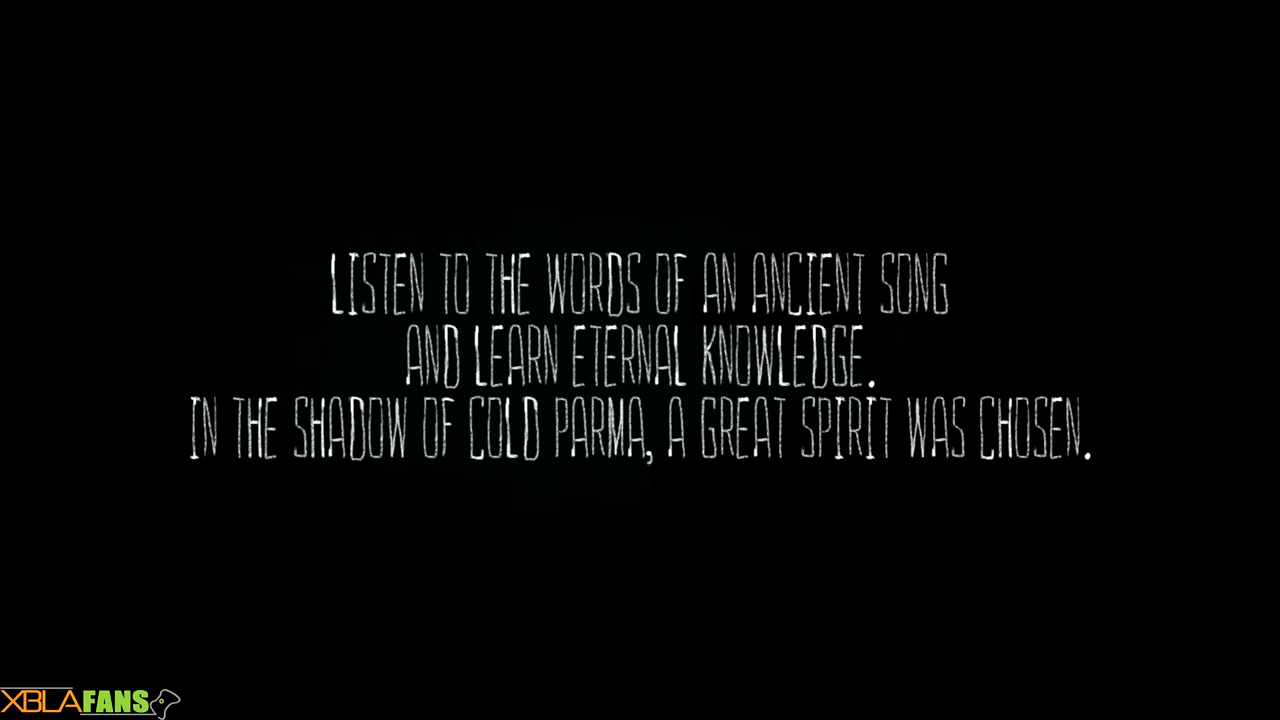 LISTEN TO THE WORDS OF AN ANCIENT SONG
AND LEARN ETERNAL KNOWLEDGE.
IN THE SHADOW OF COLD PARMA, A GREAT SPIRIT WAS CHOSEN.
XBLAFANS